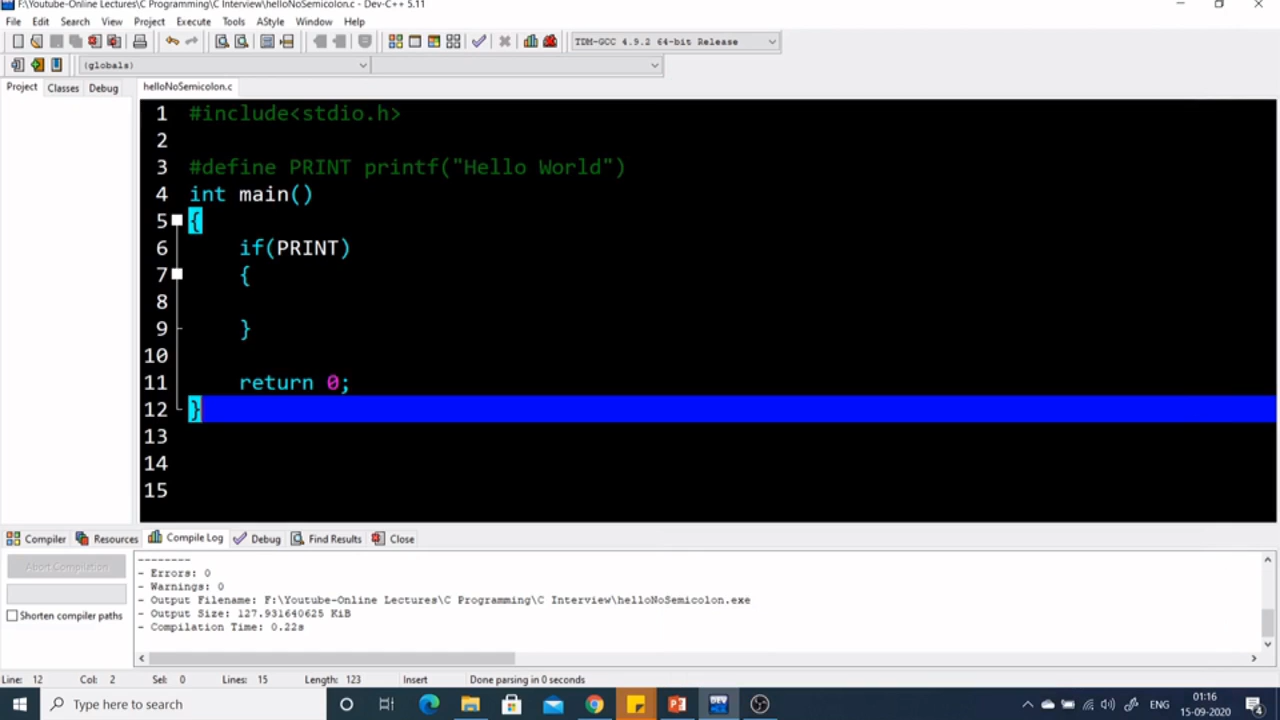 F:\Youtube-Online Lectures\C Programming\C Interview\helloNoSemicolon.c - Dev-C++ 5.11
File Edit Search View Project Execute Tools AStyle Window Help
TDM-GCC 4.9.2 64-bit Release
(globals)
Project Classes Debug helloNoSemicolon.c
1 #include<stdio.h>
2
3 #define PRINT printf("Hello World")
4 int main()
5 {
6 if(PRINT)
7 {
8
9 }
10
11 return 0;
12 }
13
14
15
Compiler Resources Compile Log Debug Find Results Close
Abort Compilation
Shorten compiler paths
--------
- Errors: 0
- Warnings: 0
- Output Filename: F:\Youtube-Online Lectures\C Programming\C Interview\helloNoSemicolon.exe
- Output Size: 127.931640625 KiB
- Compilation Time: 0.22s
Line: 12 Col: 2 Sel: 0 Lines: 15 Length: 123 Insert Done parsing in 0 seconds
Type here to search
DEV
ENG
01:16
15-09-2020
4